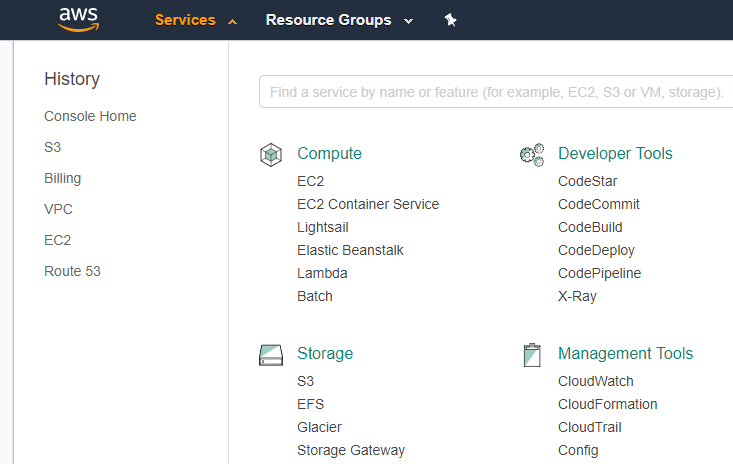 aws Services Resource Groups
History
Console Home
S3
Billing
VPC
EC2
Route 53
Find a service by name or feature (for example, EC2, S3 or VM, storage).
Compute
EC2
EC2 Container Service
Lightsail
Elastic Beanstalk
Lambda
Batch
Developer Tools
CodeStar
CodeCommit
CodeBuild
CodeDeploy
CodePipeline
X-Ray
Storage
S3
EFS
Glacier
Storage Gateway
Management Tools
CloudWatch
CloudFormation
CloudTrail
Config